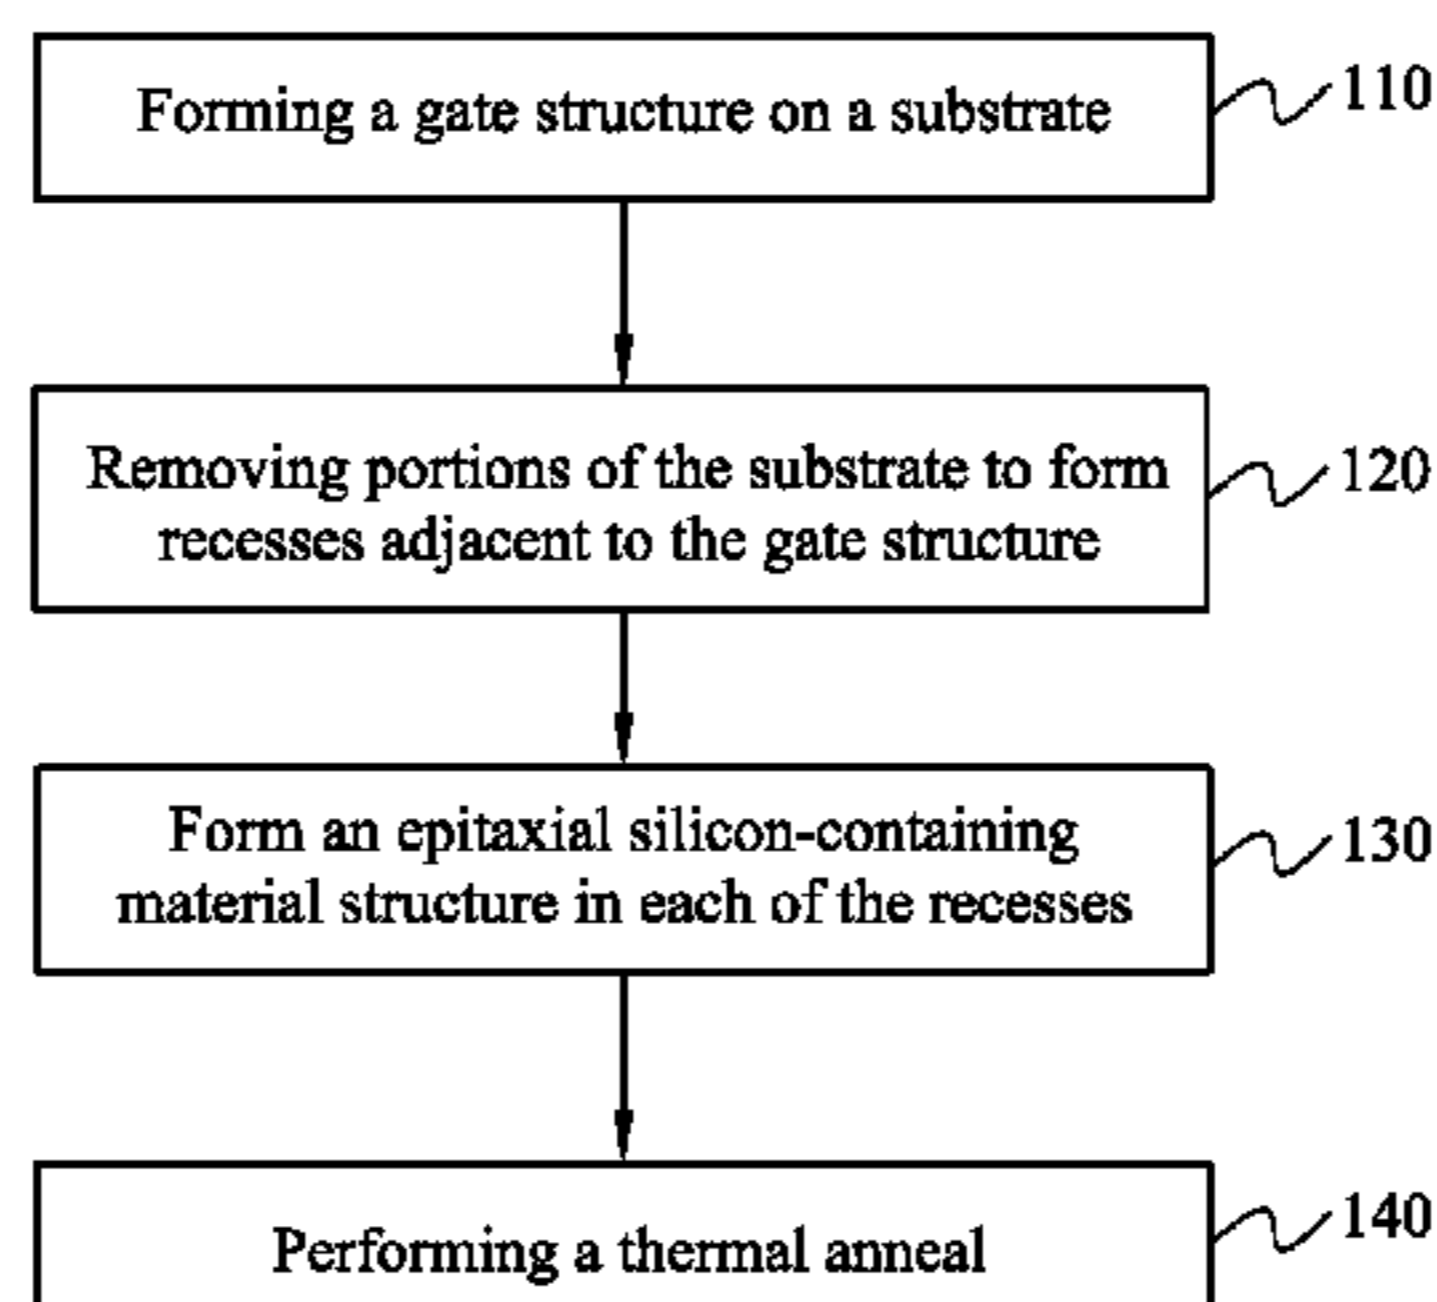 Forming a gate structure on a substrate
110
Removing portions of the substrate to form
recesses adjacent to the gate structure
120
Form an epitaxial silicon-containing
material structure in each of the recesses
130
Performing a thermal anneal
140